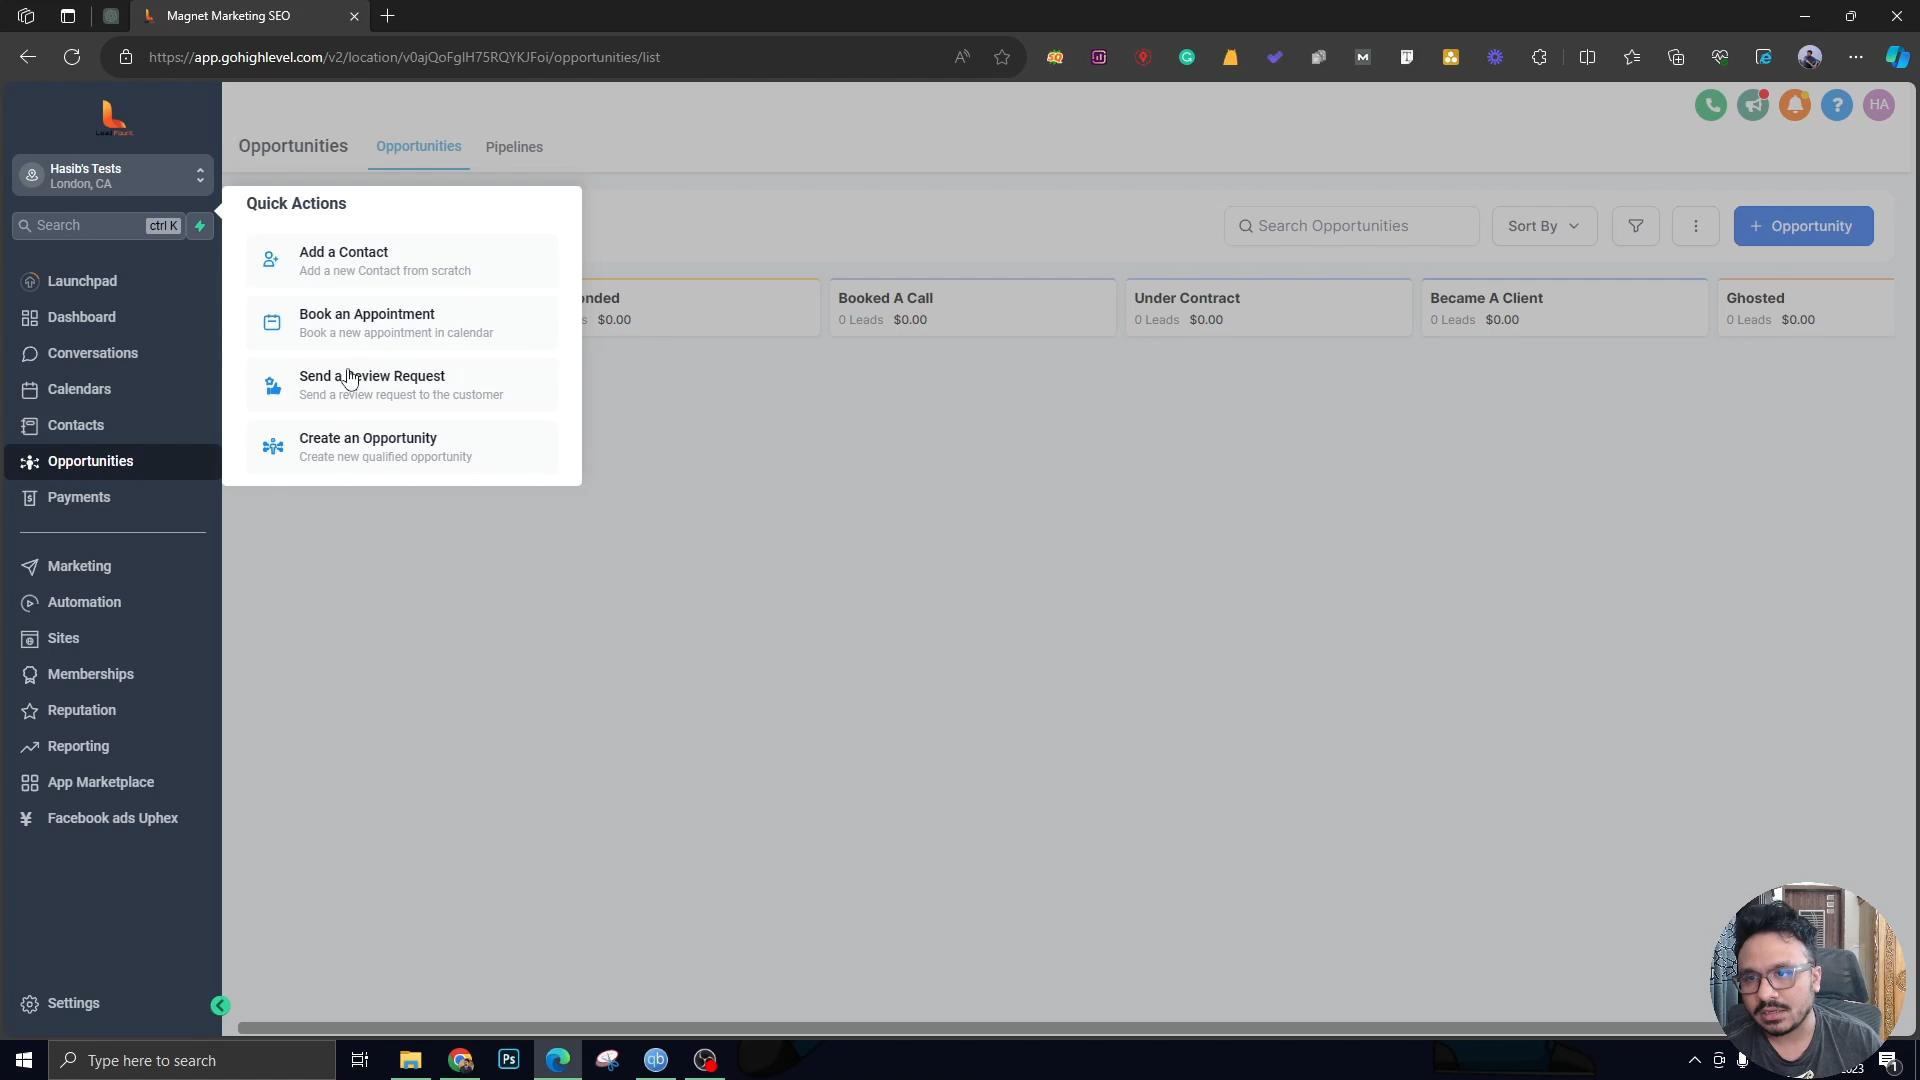 Magnet Marketing SEO
https://app.gohighlevel.com/v2/location/v0ajQoFglH75RQYKJFoi/opportunities/list
Hasib's Tests
London, CA
Search
ctrl K
Launchpad
Dashboard
Conversations
Calendars
Contacts
Opportunities
Payments
Marketing
Automation
Sites
Memberships
Reputation
Reporting
App Marketplace
Facebook ads Uphex
Settings
Opportunities
Opportunities
Pipelines
HA
Quick Actions
Add a Contact
Add a new Contact from scratch
Book an Appointment
Book a new appointment in calendar
Send a Review Request
Send a review request to the customer
Create an Opportunity
Create new qualified opportunity
Search Opportunities
Sort By
+ Opportunity
onded
s $0.00
Booked A Call
0 Leads $0.00
Under Contract
0 Leads $0.00
Became A Client
0 Leads $0.00
Ghosted
0 Leads $0.00
Type here to search
Ps
qb
2023
1